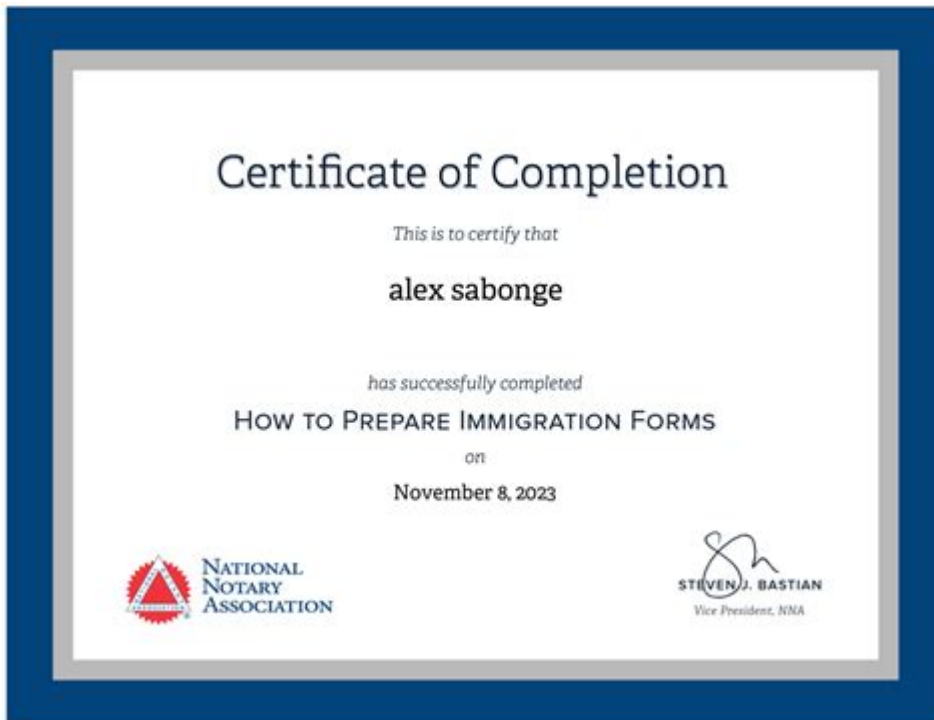 Certificate of Completion
This is to certify that
alex sabonge
has successfully completed
HOW TO PREPARE IMMIGRATION FORMS
on
November 8, 2023
NATIONAL
NOTARY
ASSOCIATION
STEVEN J. BASTIAN
Vice President, NNA